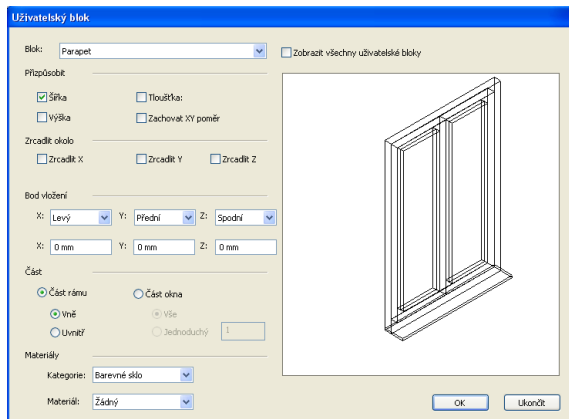 Uživatelský blok
Blok: Parapet
Zobrazit všechny uživatelské bloky
Přizpůsobit
Šířka Tloušťka:
Výška Zachovat XY poměr
Zrcadlit okolo
Zrcadlit X Zrcadlit Y Zrcadlit Z
Bod vložení
X: Levý Y: Přední Z: Spodní
X: 0 mm Y: 0 mm Z: 0 mm
Část
Část rámu Část okna
Vně Vše
Uvnitř Jednoduchý 1
Materiály
Kategorie: Barevné sklo
Materiál: Žádný
OK Ukončit